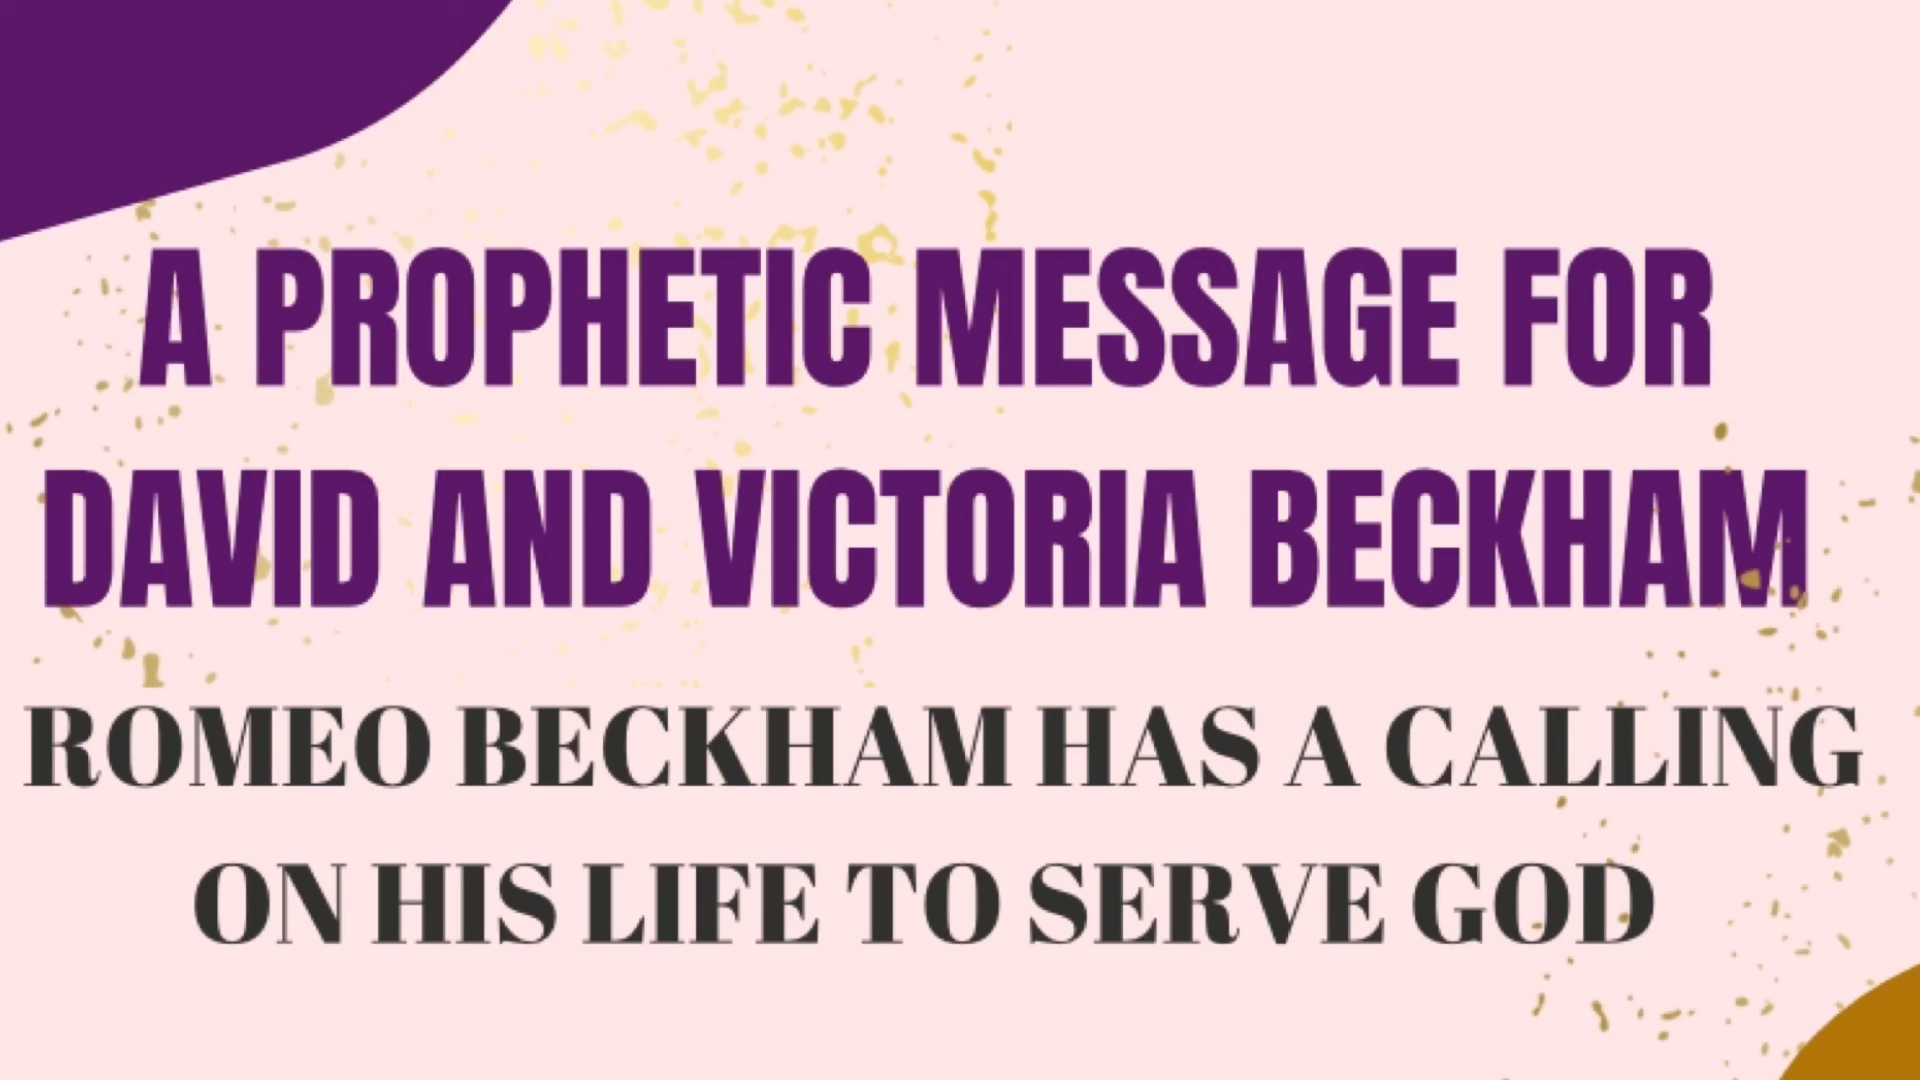 A PROPHETIC MESSAGE FOR
DAVID AND VICTORIA BECKHAM
ROMEO BECKHAM HAS A CALLING
ON HIS LIFE TO SERVE GOD